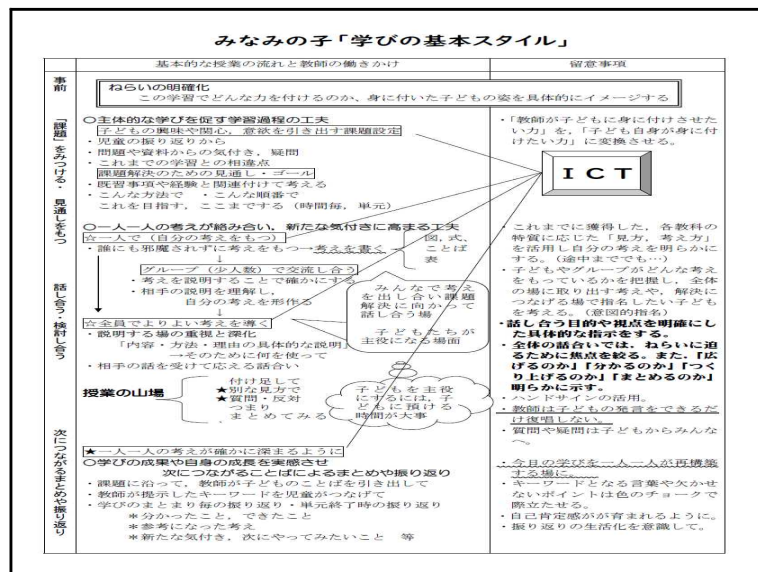 みなみの子「学びの基本スタイル」
基本的な授業の流れと教師の働きかけ
留意事項
事前
ねらいの明確化
この学習でどんな力を付けるのか、身に付いた子どもの姿を具体的にイメージする
「課題」をみつける・見通しをもつ
○主体的な学びを促す学習過程の工夫
子どもの興味や関心，意欲を引き出す課題設定
・児童の振り返りから
・問題や資料からの気付き，疑問
・これまでの学習との相違点
課題解決のための見通し・ゴール
・既習事項や経験と関連付けて考える
・こんな方法で　・こんな順番で
これを目指す，ここまでする（時間毎，単元）
・「教師が子どもに身に付けさせたい力」を，「子ども自身が身に付けたい力」に変換させる。
ＩＣＴ
話し合う・検討し合う
○一人一人の考えが絡み合い，新たな気付きに高まる工夫
☆一人で（自分の考えをもつ）
・誰にも邪魔されずに考えをもつ→考えを書く
図，式，
ことば
表
↓
グループ（少人数）で交流し合う
・考えを説明することで確かにする
・相手の説明を理解し，
自分の考えを形作る
↓
☆全員でよりよい考えを導く
・説明する場の重視と深化
「内容・方法・理由の具体的な説明」
→そのために何を使って
・相手の話を受けて応える話合い
みんなで考え
を出し合い課題
解決に向かって
話し合う場
子どもたちが
主役になる場面
授業の山場
付け足して
★別な見方で
★質問・反対
つまり
まとめてみる
子どもを主役
にするには，子
どもに預ける
時間が大事
・これまでに獲得した，各教科の
特質に応じた「見方，考え方」
を活用し自分の考えを明らかに
する。（途中まででも…）
・子どもやグループがどんな考え
をもっているかを把握し，全体
の場に取り出す考えや，解決に
つなげる場で指名したい子ども
を考える。（意図的指名）
・話し合う目的や視点を明確にし
た具体的な指示をする。
・全体の話合いでは，ねらいに迫
るために焦点を絞る。また，「広
げるのか」「分かるのか」「つく
り上げるのか」「まとめるのか」
明らかに示す。
・ハンドサインの活用。
・教師は子どもの発言をできるだ
け復唱しない。
・質問や疑問は子どもからみんな
へ。
次につながるまとめや振り返り
★一人一人の考えが確かに深まるように
○学びの成果や自身の成長を実感させ
次につながることばによるまとめや振り返り
・課題に沿って，教師が子どものことばを引き出して
・教師が提示したキーワードを児童がつなげて
・学びのまとまり毎の振り返り・単元終了時の振り返り
＊分かったこと，できたこと
＊参考になった考え
＊新たな気付き，次にやってみたいこと　等
・今日の学びを一人一人が再構築
する場に。
・キーワードとなる言葉や欠かせ
ないポイントは色のチョークで
際立たせる。
・自己肯定感がが育まれるように。
・振り返りの生活化を意識して。